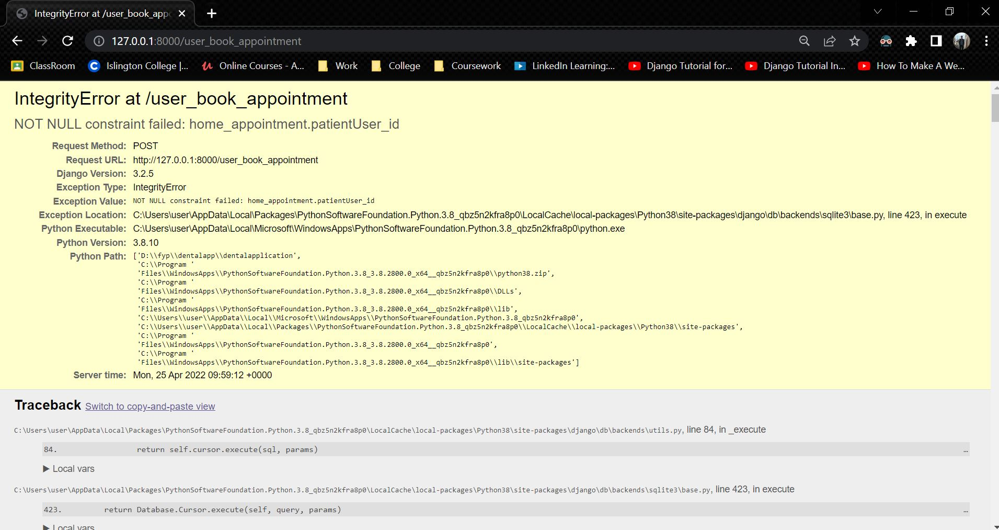 IntegrityError at /user_book_app
127.0.0.1:8000/user_book_appointment
ClassRoom Islington College |... Online Courses - A... Work College Coursework LinkedIn Learning:... Django Tutorial for... Django Tutorial In... How To Make A We...
IntegrityError at /user_book_appointment
NOT NULL constraint failed: home_appointment.patientUser_id
Request Method: POST
Request URL: http://127.0.0.1:8000/user_book_appointment
Django Version: 3.2.5
Exception Type: IntegrityError
Exception Value: NOT NULL constraint failed: home_appointment.patientUser_id
Exception Location: C:\Users\user\AppData\Local\Packages\PythonSoftwareFoundation.Python.3.8_qbz5n2kfra8p0\LocalCache\local-packages\Python38\site-packages\django\db\backends\sqlite3\base.py, line 423, in execute
Python Executable: C:\Users\user\AppData\Local\Microsoft\WindowsApps\PythonSoftwareFoundation.Python.3.8_qbz5n2kfra8p0\python.exe
Python Version: 3.8.10
Python Path: ['D:\\fyp\\dentalapp\\dentalapplication',
'C:\\Program '
'Files\\WindowsApps\\PythonSoftwareFoundation.Python.3.8_3.8.2800.0_x64__qbz5n2kfra8p0\\python38.zip',
'C:\\Program '
'Files\\WindowsApps\\PythonSoftwareFoundation.Python.3.8_3.8.2800.0_x64__qbz5n2kfra8p0\\DLLs',
'C:\\Program '
'Files\\WindowsApps\\PythonSoftwareFoundation.Python.3.8_3.8.2800.0_x64__qbz5n2kfra8p0\\lib',
'C:\\Users\\user\\AppData\\Local\\Microsoft\\WindowsApps\\PythonSoftwareFoundation.Python.3.8_qbz5n2kfra8p0',
'C:\\Users\\user\\AppData\\Local\\Packages\\PythonSoftwareFoundation.Python.3.8_qbz5n2kfra8p0\\LocalCache\\local-packages\\Python38\\site-packages',
'C:\\Program '
'Files\\WindowsApps\\PythonSoftwareFoundation.Python.3.8_3.8.2800.0_x64__qbz5n2kfra8p0',
'C:\\Program '
'Files\\WindowsApps\\PythonSoftwareFoundation.Python.3.8_3.8.2800.0_x64__qbz5n2kfra8p0\\lib\\site-packages']
Server time: Mon, 25 Apr 2022 09:59:12 +0000
Traceback Switch to copy-and-paste view
C:\Users\user\AppData\Local\Packages\PythonSoftwareFoundation.Python.3.8_qbz5n2kfra8p0\LocalCache\local-packages\Python38\site-packages\django\db\backends\utils.py, line 84, in _execute
84. return self.cursor.execute(sql, params) …
▶ Local vars
C:\Users\user\AppData\Local\Packages\PythonSoftwareFoundation.Python.3.8_qbz5n2kfra8p0\LocalCache\local-packages\Python38\site-packages\django\db\backends\sqlite3\base.py, line 423, in execute
423. return Database.Cursor.execute(self, query, params) …
▶ Local vars